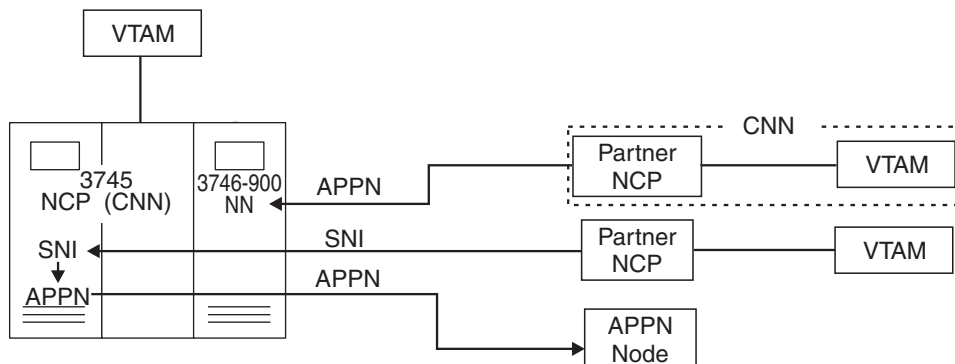 VTAM
CNN
3745
NCP (CNN)
3746-900
NN
APPN
Partner
NCP
VTAM
SNI
SNI
Partner
NCP
VTAM
APPN
APPN
APPN
Node